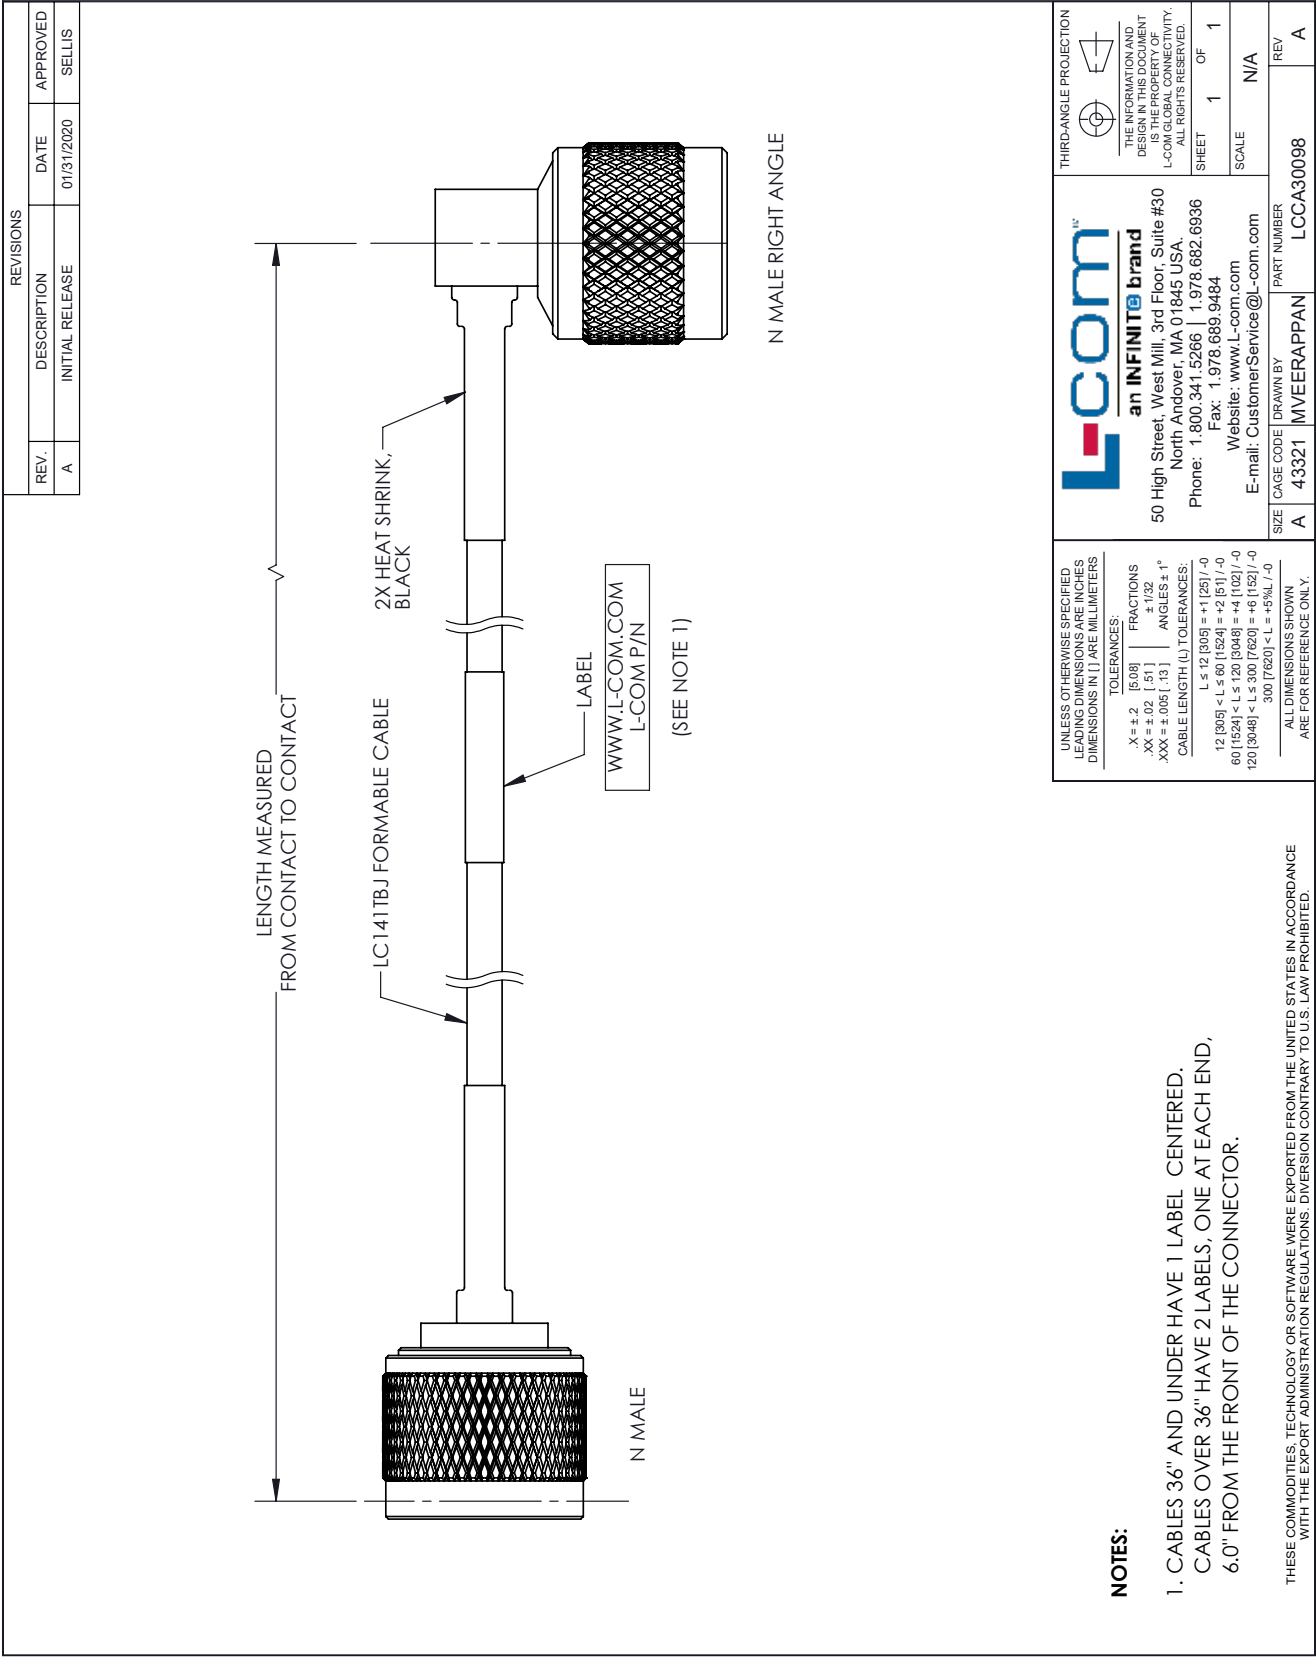 REVISIONS
REV. DESCRIPTION DATE APPROVED
A INITIAL RELEASE 01/31/2020 SELLIS
LENGTH MEASURED
FROM CONTACT TO CONTACT
LC141TBJ FORMABLE CABLE
2X HEAT SHRINK,
BLACK
LABEL
WWW.L-COM.COM
L-COM P/N
(SEE NOTE 1)
N MALE
N MALE RIGHT ANGLE
NOTES:
1. CABLES 36" AND UNDER HAVE 1 LABEL CENTERED.
CABLES OVER 36" HAVE 2 LABELS, ONE AT EACH END,
6.0" FROM THE FRONT OF THE CONNECTOR.
THESE COMMODITIES, TECHNOLOGY OR SOFTWARE WERE EXPORTED FROM THE UNITED STATES IN ACCORDANCE
WITH THE EXPORT ADMINISTRATION REGULATIONS. DIVERSION CONTRARY TO U.S. LAW PROHIBITED.
UNLESS OTHERWISE SPECIFIED
LEADING DIMENSIONS ARE INCHES
DIMENSIONS IN [ ] ARE MILLIMETERS
TOLERANCES:
.X = ± .2 [5.08] FRACTIONS
.XX = ± .02 [ .51 ] ± 1/32
.XXX = ± .005 [ .13 ] ANGLES ± 1°
CABLE LENGTH (L) TOLERANCES:
L ≤ 12 [305] = +1 [25] / -0
12 [305] < L ≤ 60 [1524] = +2 [51] / -0
60 [1524] < L ≤ 120 [3048] = +4 [102] / -0
120 [3048] < L ≤ 300 [7620] = +6 [152] / -0
300 [7620] < L = +5%L / -0
ALL DIMENSIONS SHOWN
ARE FOR REFERENCE ONLY.
L-com
an INFINIT@ brand
50 High Street, West Mill, 3rd Floor, Suite #30
North Andover, MA 01845 USA.
Phone: 1.800.341.5266 | 1.978.682.6936
Fax: 1.978.689.9484
Website: www.L-com.com
E-mail: CustomerService@L-com.com
THIRD-ANGLE PROJECTION
THE INFORMATION AND
DESIGN IN THIS DOCUMENT
IS THE PROPERTY OF
L-COM GLOBAL CONNECTIVITY.
ALL RIGHTS RESERVED.
SHEET 1 OF 1
SCALE N/A
SIZE A
CAGE CODE 43321
DRAWN BY MVEERAPPAN
PART NUMBER LCCA30098
REV A